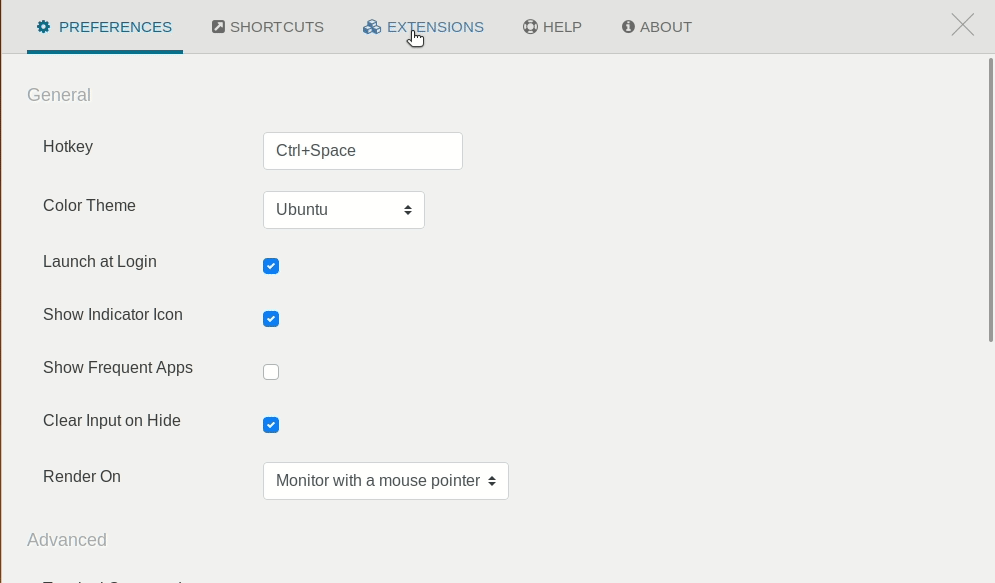 PREFERENCES SHORTCUTS EXTENSIONS HELP ABOUT
General
Hotkey Ctrl+Space
Color Theme Ubuntu
Launch at Login
Show Indicator Icon
Show Frequent Apps
Clear Input on Hide
Render On Monitor with a mouse pointer
Advanced